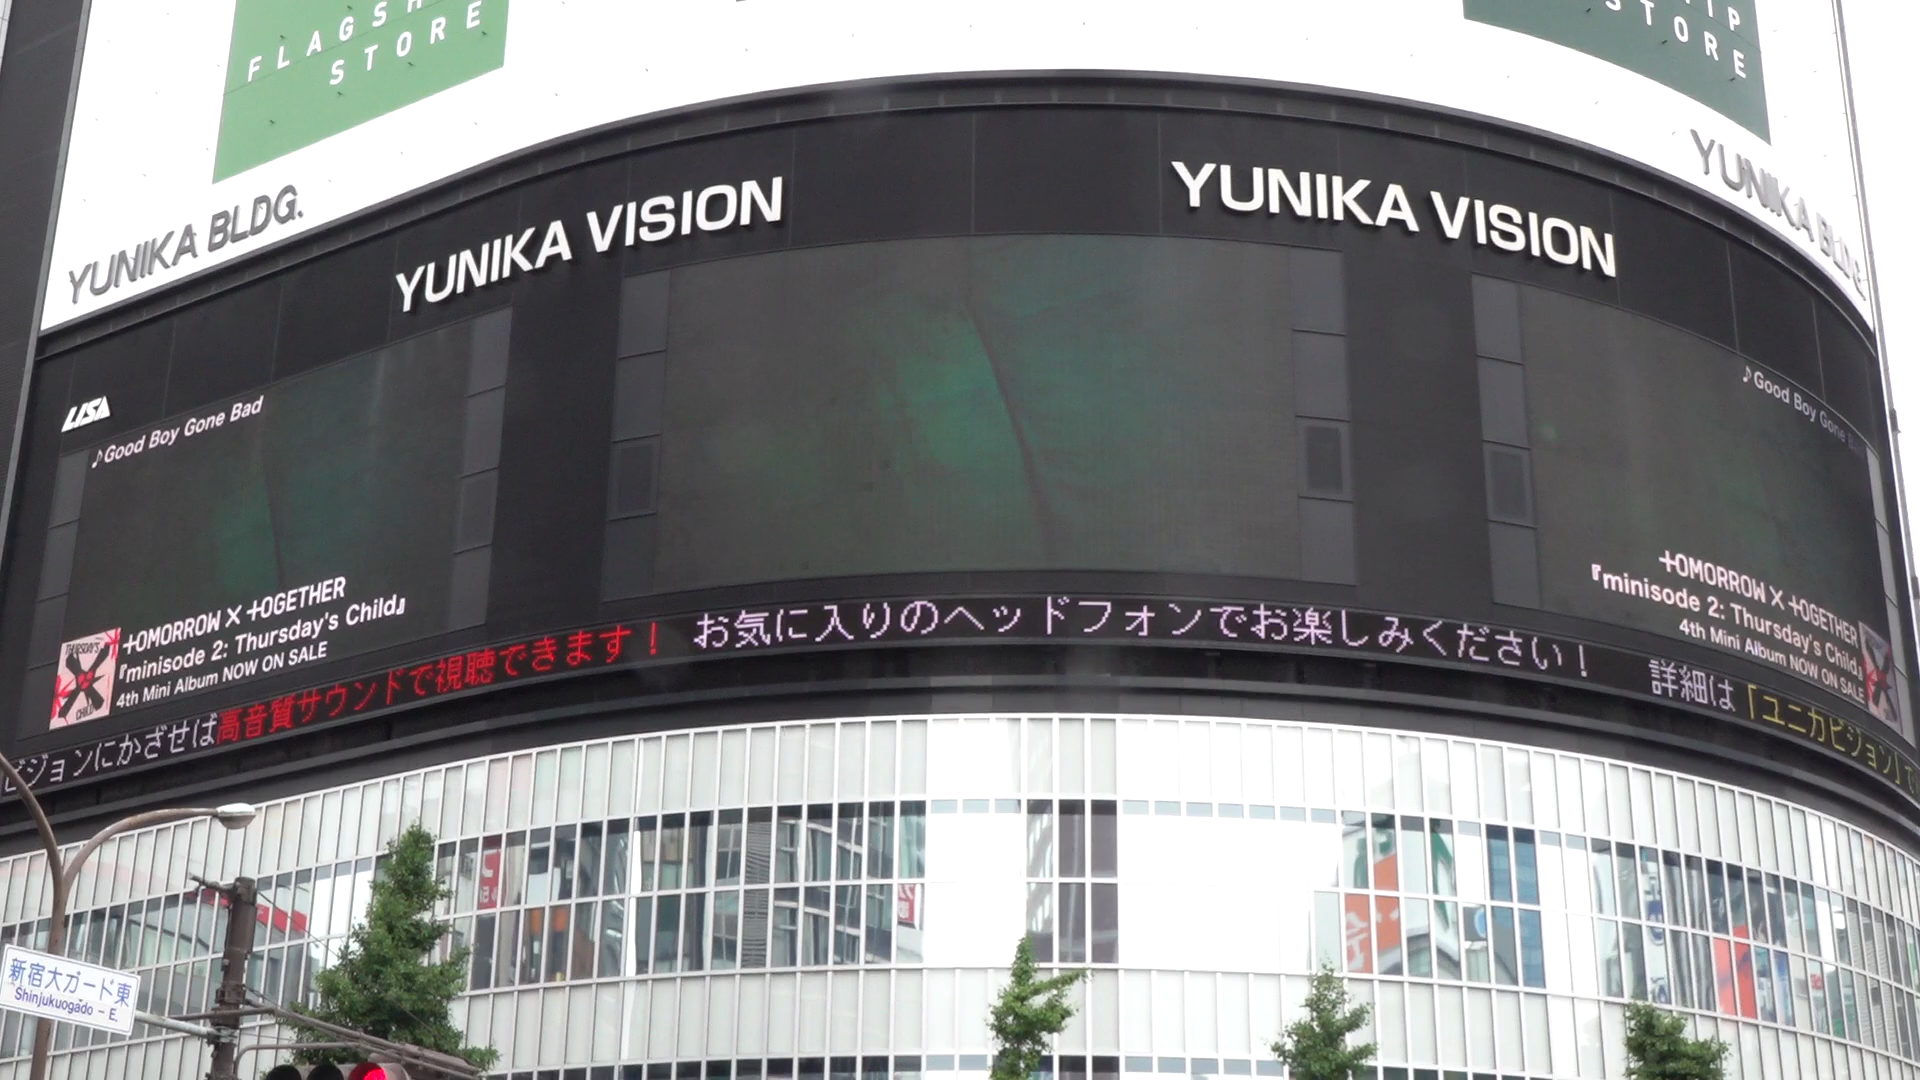 FLAGSH
STORE
IP
STORE
YUNIKA BLDG.
YUNIKA VISION
YUNIKA VISION
YUNIKA BLDG.
LISA
♪Good Boy Gone Bad
♪Good Boy Gone B
TOMORROW X TOGETHER
『minisode 2: Thursday's Child』
4th Mini Album NOW ON SALE
THURSDAY'S
CHILD
TOMORROW X TOGETHER
『minisode 2: Thursday's Child』
4th Mini Album NOW ON SALE
ビジョンにかざせば高音質サウンドで視聴できます！ お気に入りのヘッドフォンでお楽しみください！ 詳細は「ユニカビジョン」で
新宿大ガード東
Shinjukuogado - E.